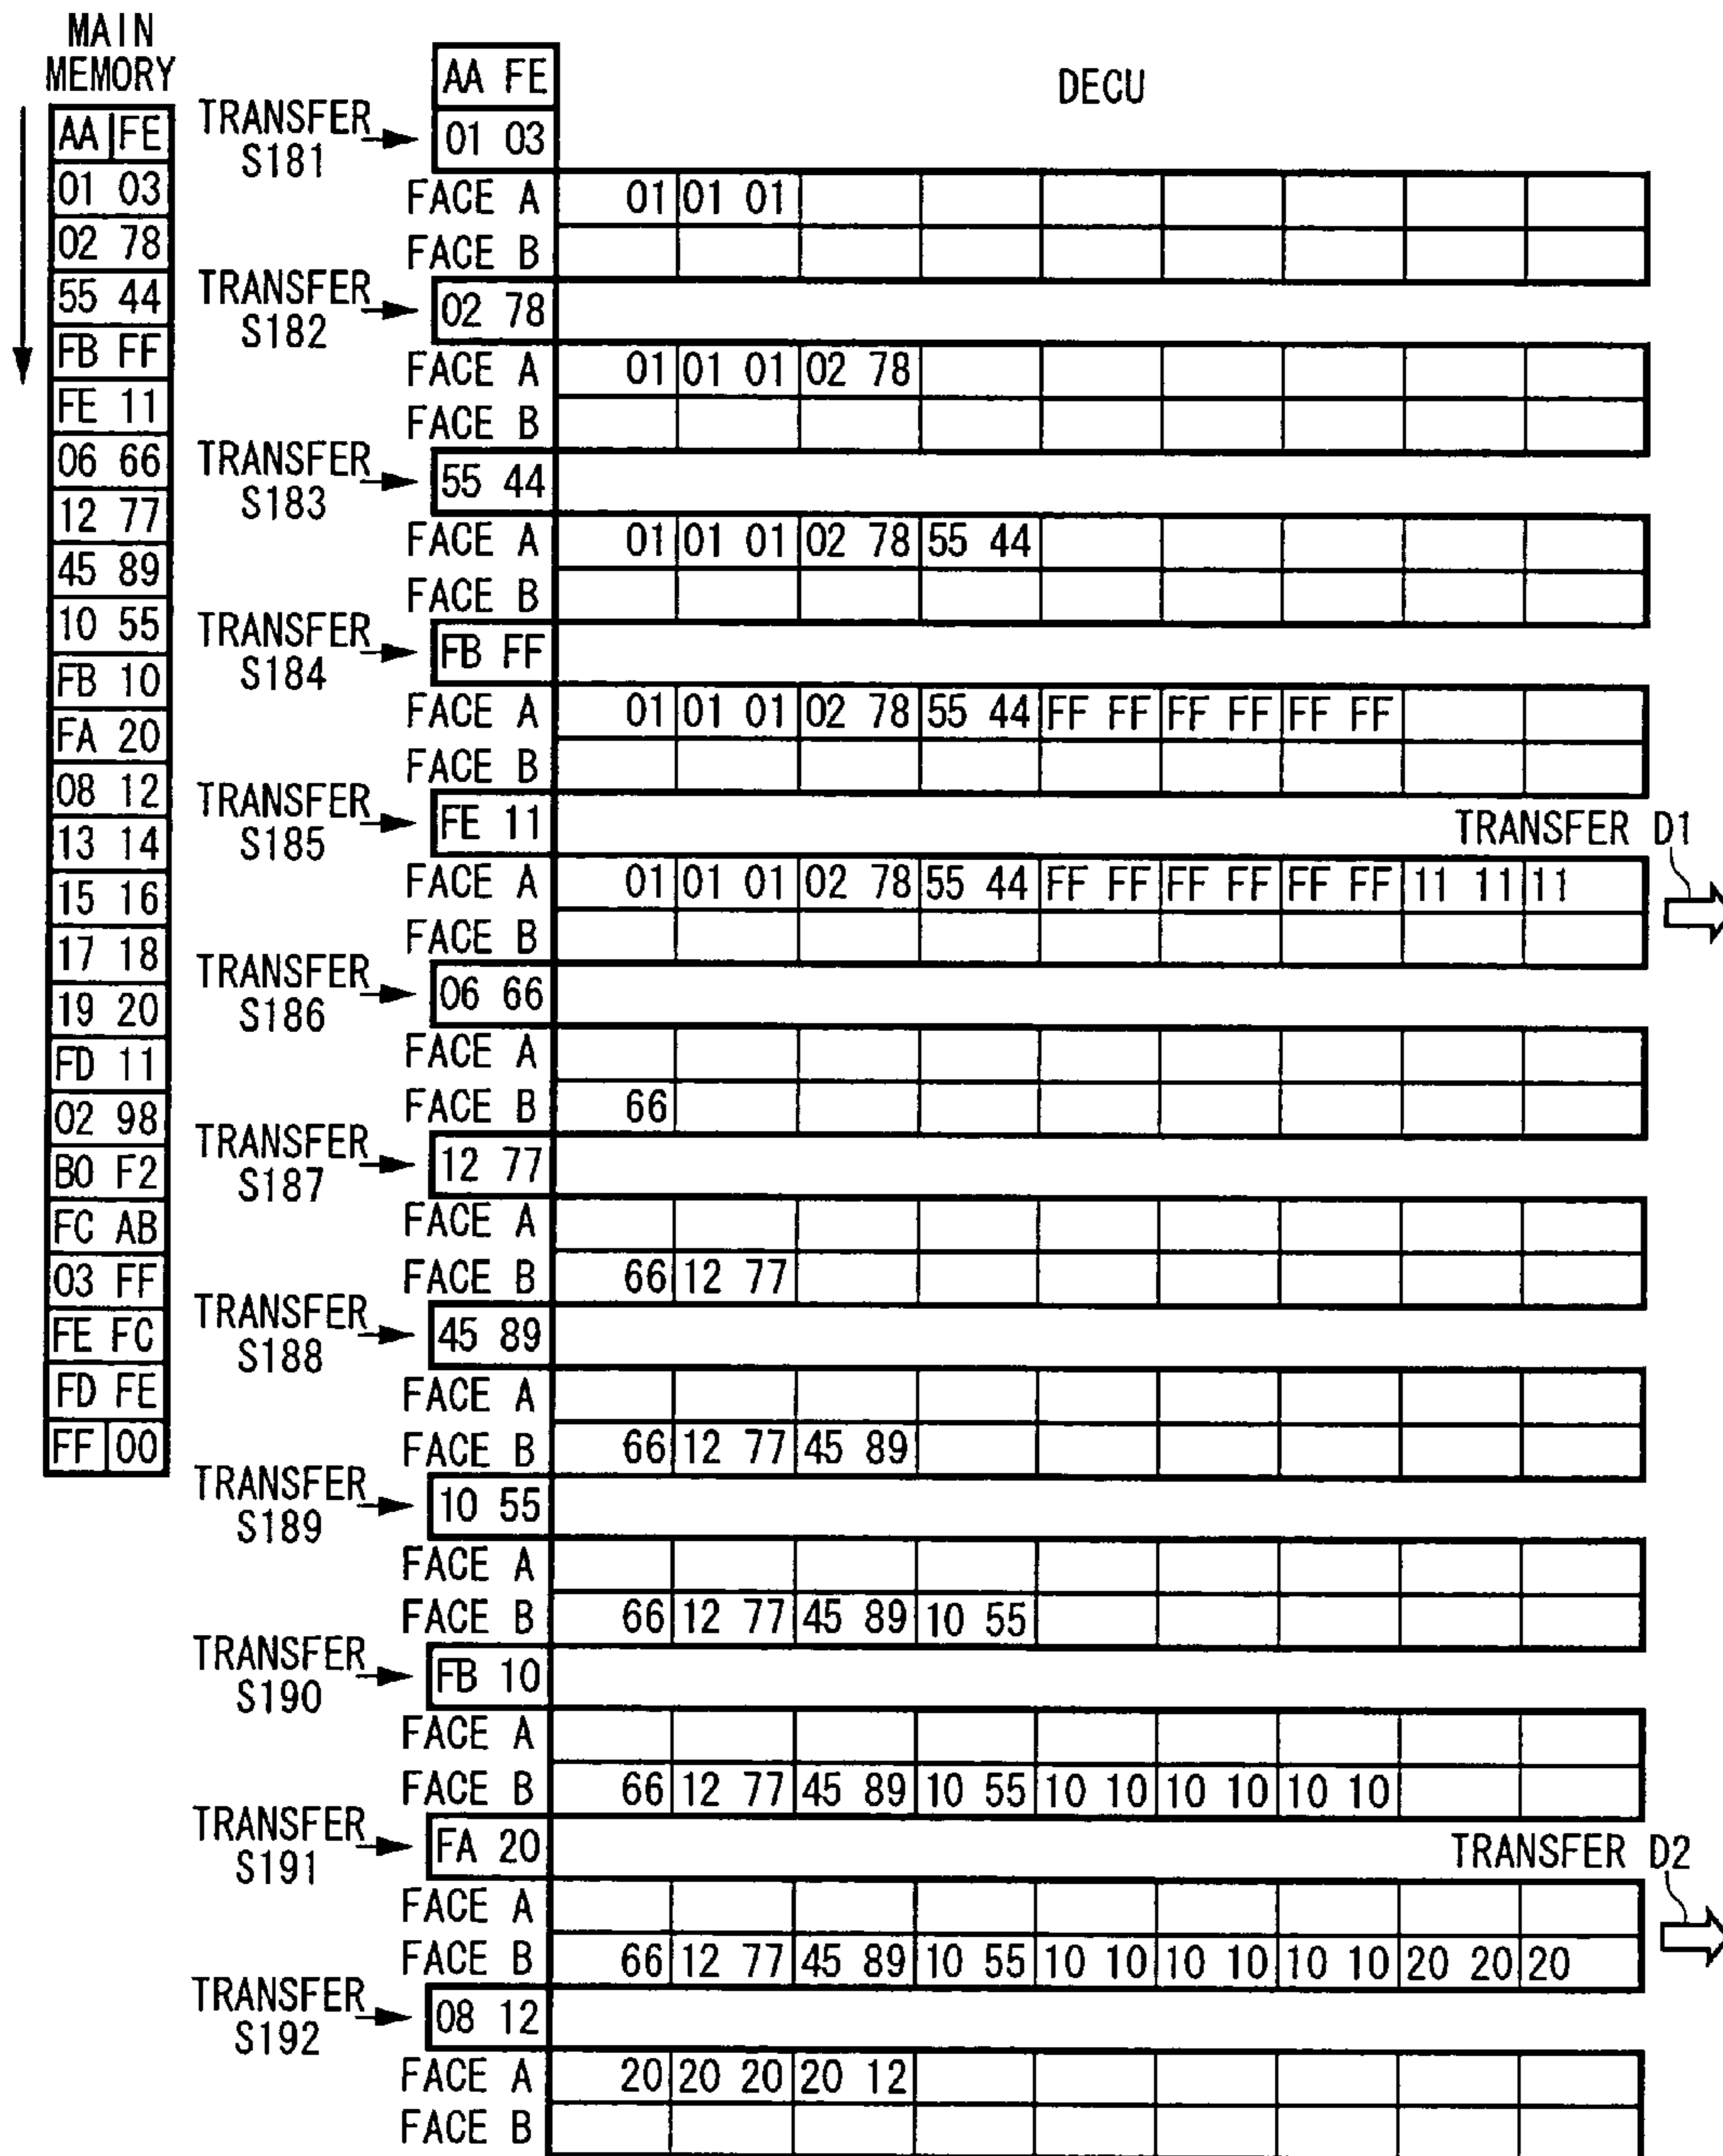 MAIN
MEMORY
AA FE
01 03
02 78
55 44
FB FF
FE 11
06 66
12 77
45 89
10 55
FB 10
FA 20
08 12
13 14
15 16
17 18
19 20
FD 11
02 98
B0 F2
FC AB
03 FF
FE FC
FD FE
FF 00
DECU
AA FE
TRANSFER
S181
01 03
FACE A 01 01 01
FACE B
TRANSFER
S182
02 78
FACE A 01 01 01 02 78
FACE B
TRANSFER
S183
55 44
FACE A 01 01 01 02 78 55 44
FACE B
TRANSFER
S184
FB FF
FACE A 01 01 01 02 78 55 44 FF FF FF FF FF FF
FACE B
TRANSFER
S185
FE 11
TRANSFER D1
FACE A 01 01 01 02 78 55 44 FF FF FF FF FF FF 11 11 11
FACE B
TRANSFER
S186
06 66
FACE A
FACE B 66
TRANSFER
S187
12 77
FACE A
FACE B 66 12 77
TRANSFER
S188
45 89
FACE A
FACE B 66 12 77 45 89
TRANSFER
S189
10 55
FACE A
FACE B 66 12 77 45 89 10 55
TRANSFER
S190
FB 10
FACE A
FACE B 66 12 77 45 89 10 55 10 10 10 10 10 10
TRANSFER
S191
FA 20
TRANSFER D2
FACE A
FACE B 66 12 77 45 89 10 55 10 10 10 10 10 10 20 20 20
TRANSFER
S192
08 12
FACE A 20 20 20 20 12
FACE B